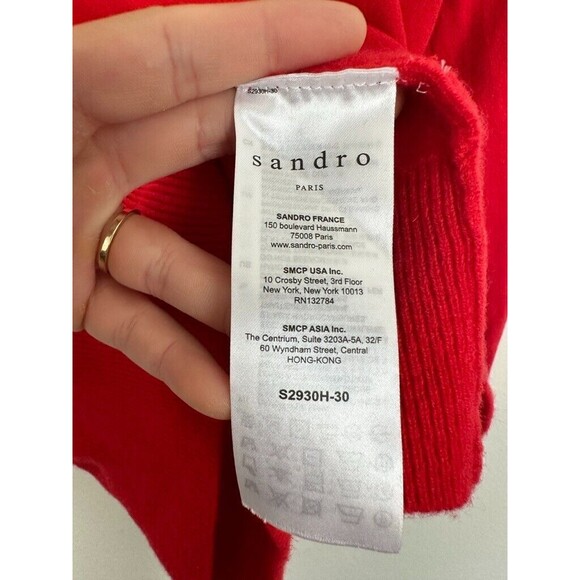 S2930H-30
sandro
PARIS
SANDRO FRANCE
150 boulevard Haussmann
75008 Paris
www.sandro-paris.com
SMCP USA Inc.
10 Crosby Street, 3rd Floor
New York, New York 10013
RN132784
SMCP ASIA Inc.
The Centrium, Suite 3203A-5A, 32/F
60 Wyndham Street, Central
HONG-KONG
S2930H-30